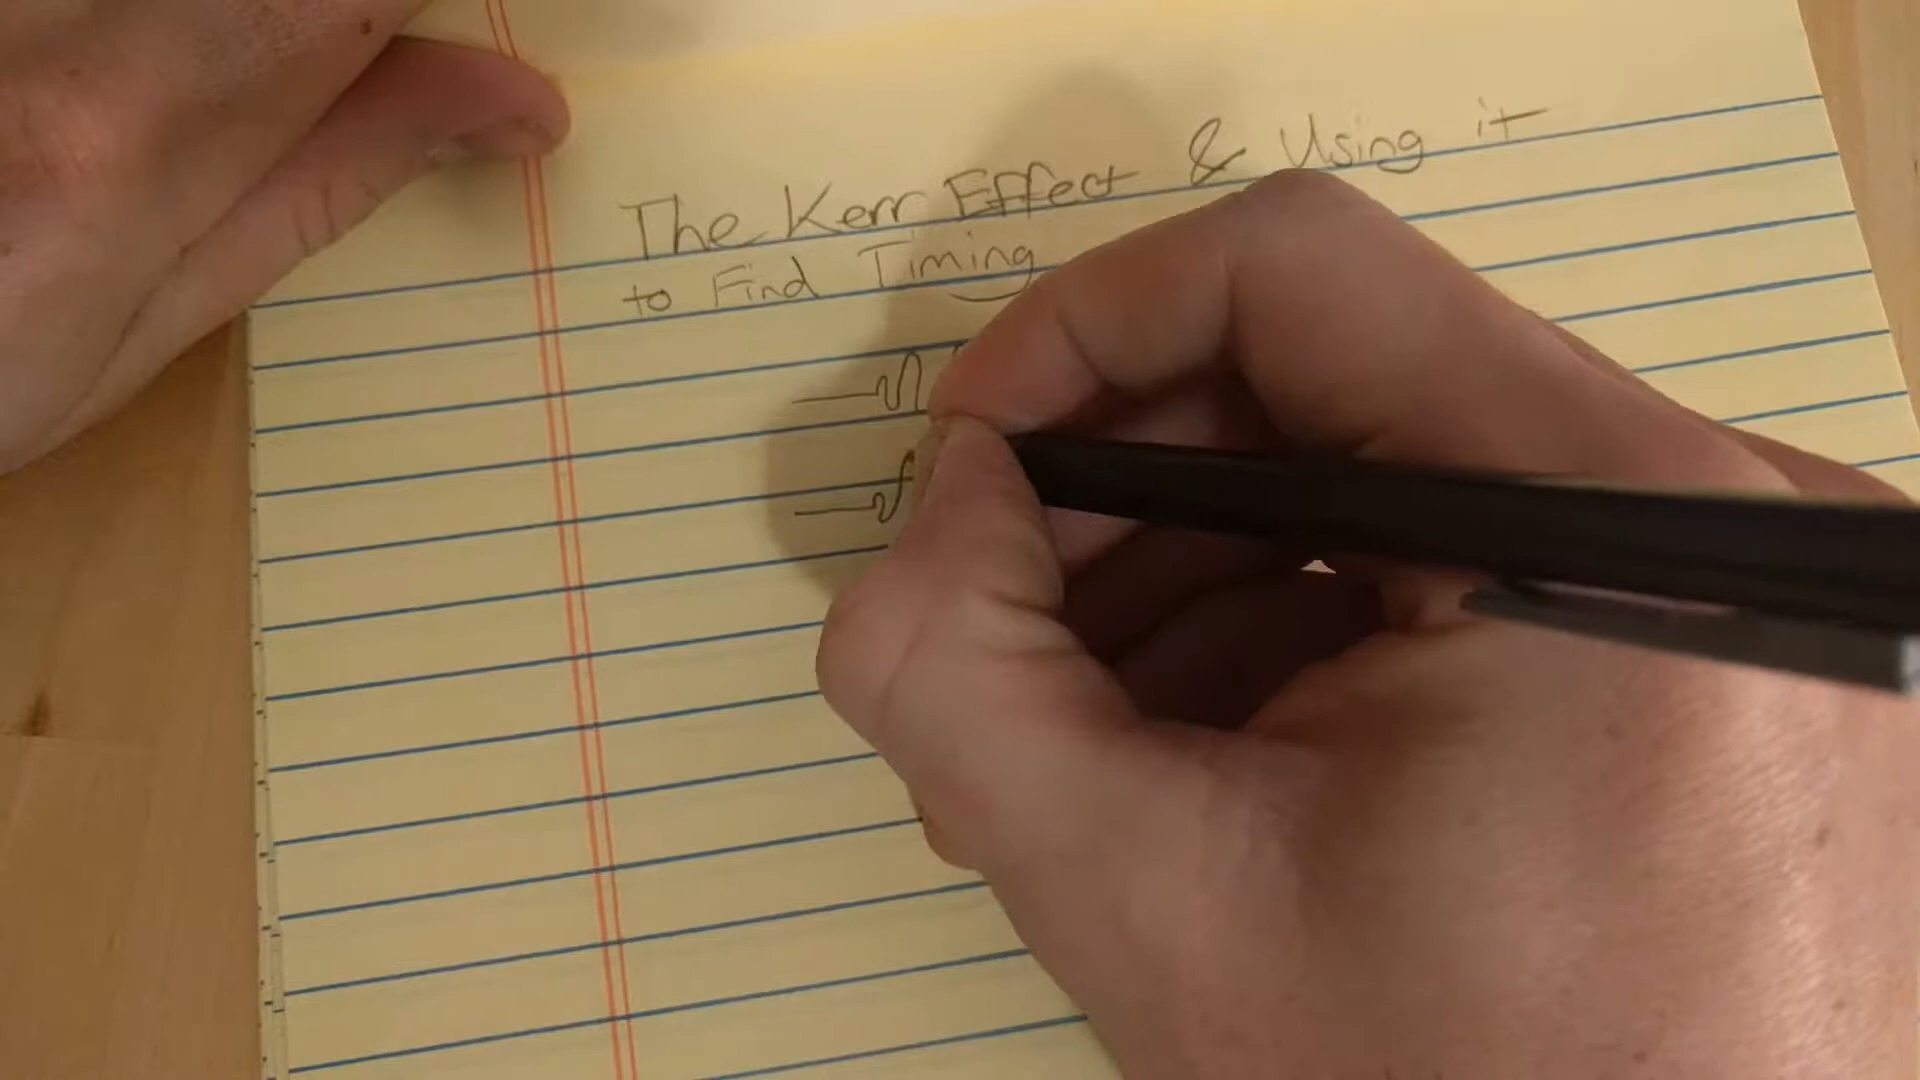 The Kerr Effect & Using it
to Find Timing